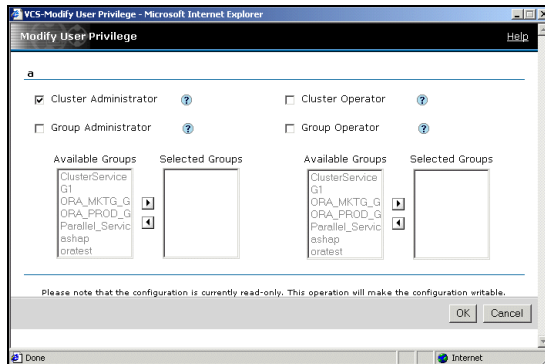 VCS-Modify User Privilege - Microsoft Internet Explorer
Modify User Privilege
Help
a
Cluster Administrator ?
Cluster Operator ?
Group Administrator ?
Group Operator ?
Available Groups
Selected Groups
ClusterService
G1
ORA_MKTG_G
ORA_PROD_G
Parallel_Servic
ashap
oratest
Available Groups
Selected Groups
ClusterService
G1
ORA_MKTG_G
ORA_PROD_G
Parallel_Servic
ashap
oratest
Please note that the configuration is currently read-only. This operation will make the configuration writable.
OK
Cancel
Done
Internet